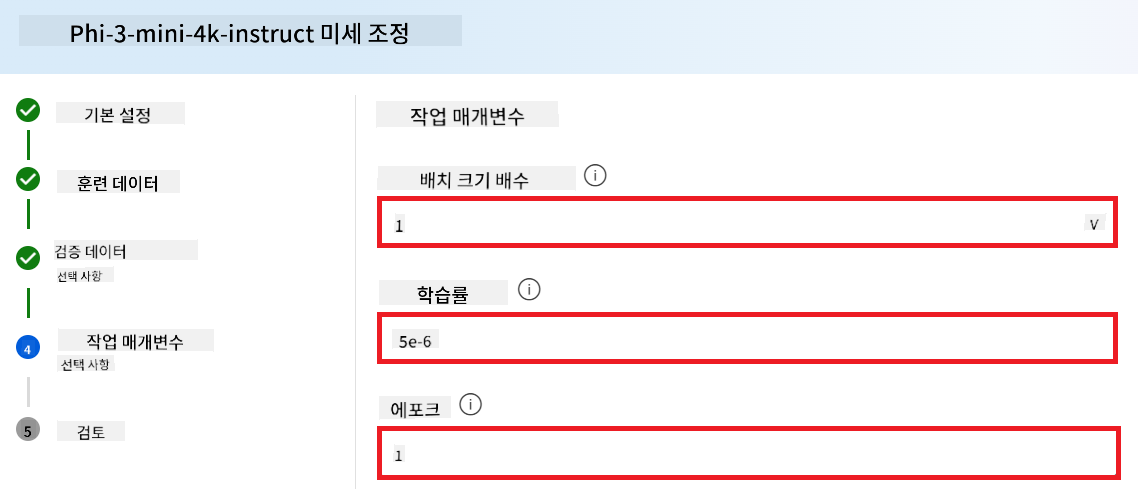 Phi-3-mini-4k-instruct 미세 조정
기본 설정
훈련 데이터
검증 데이터
선택 사항
4
작업 매개변수
선택 사항
5
검토
작업 매개변수
배치 크기 배수
1
V
학습률
5e-6
에포크
1